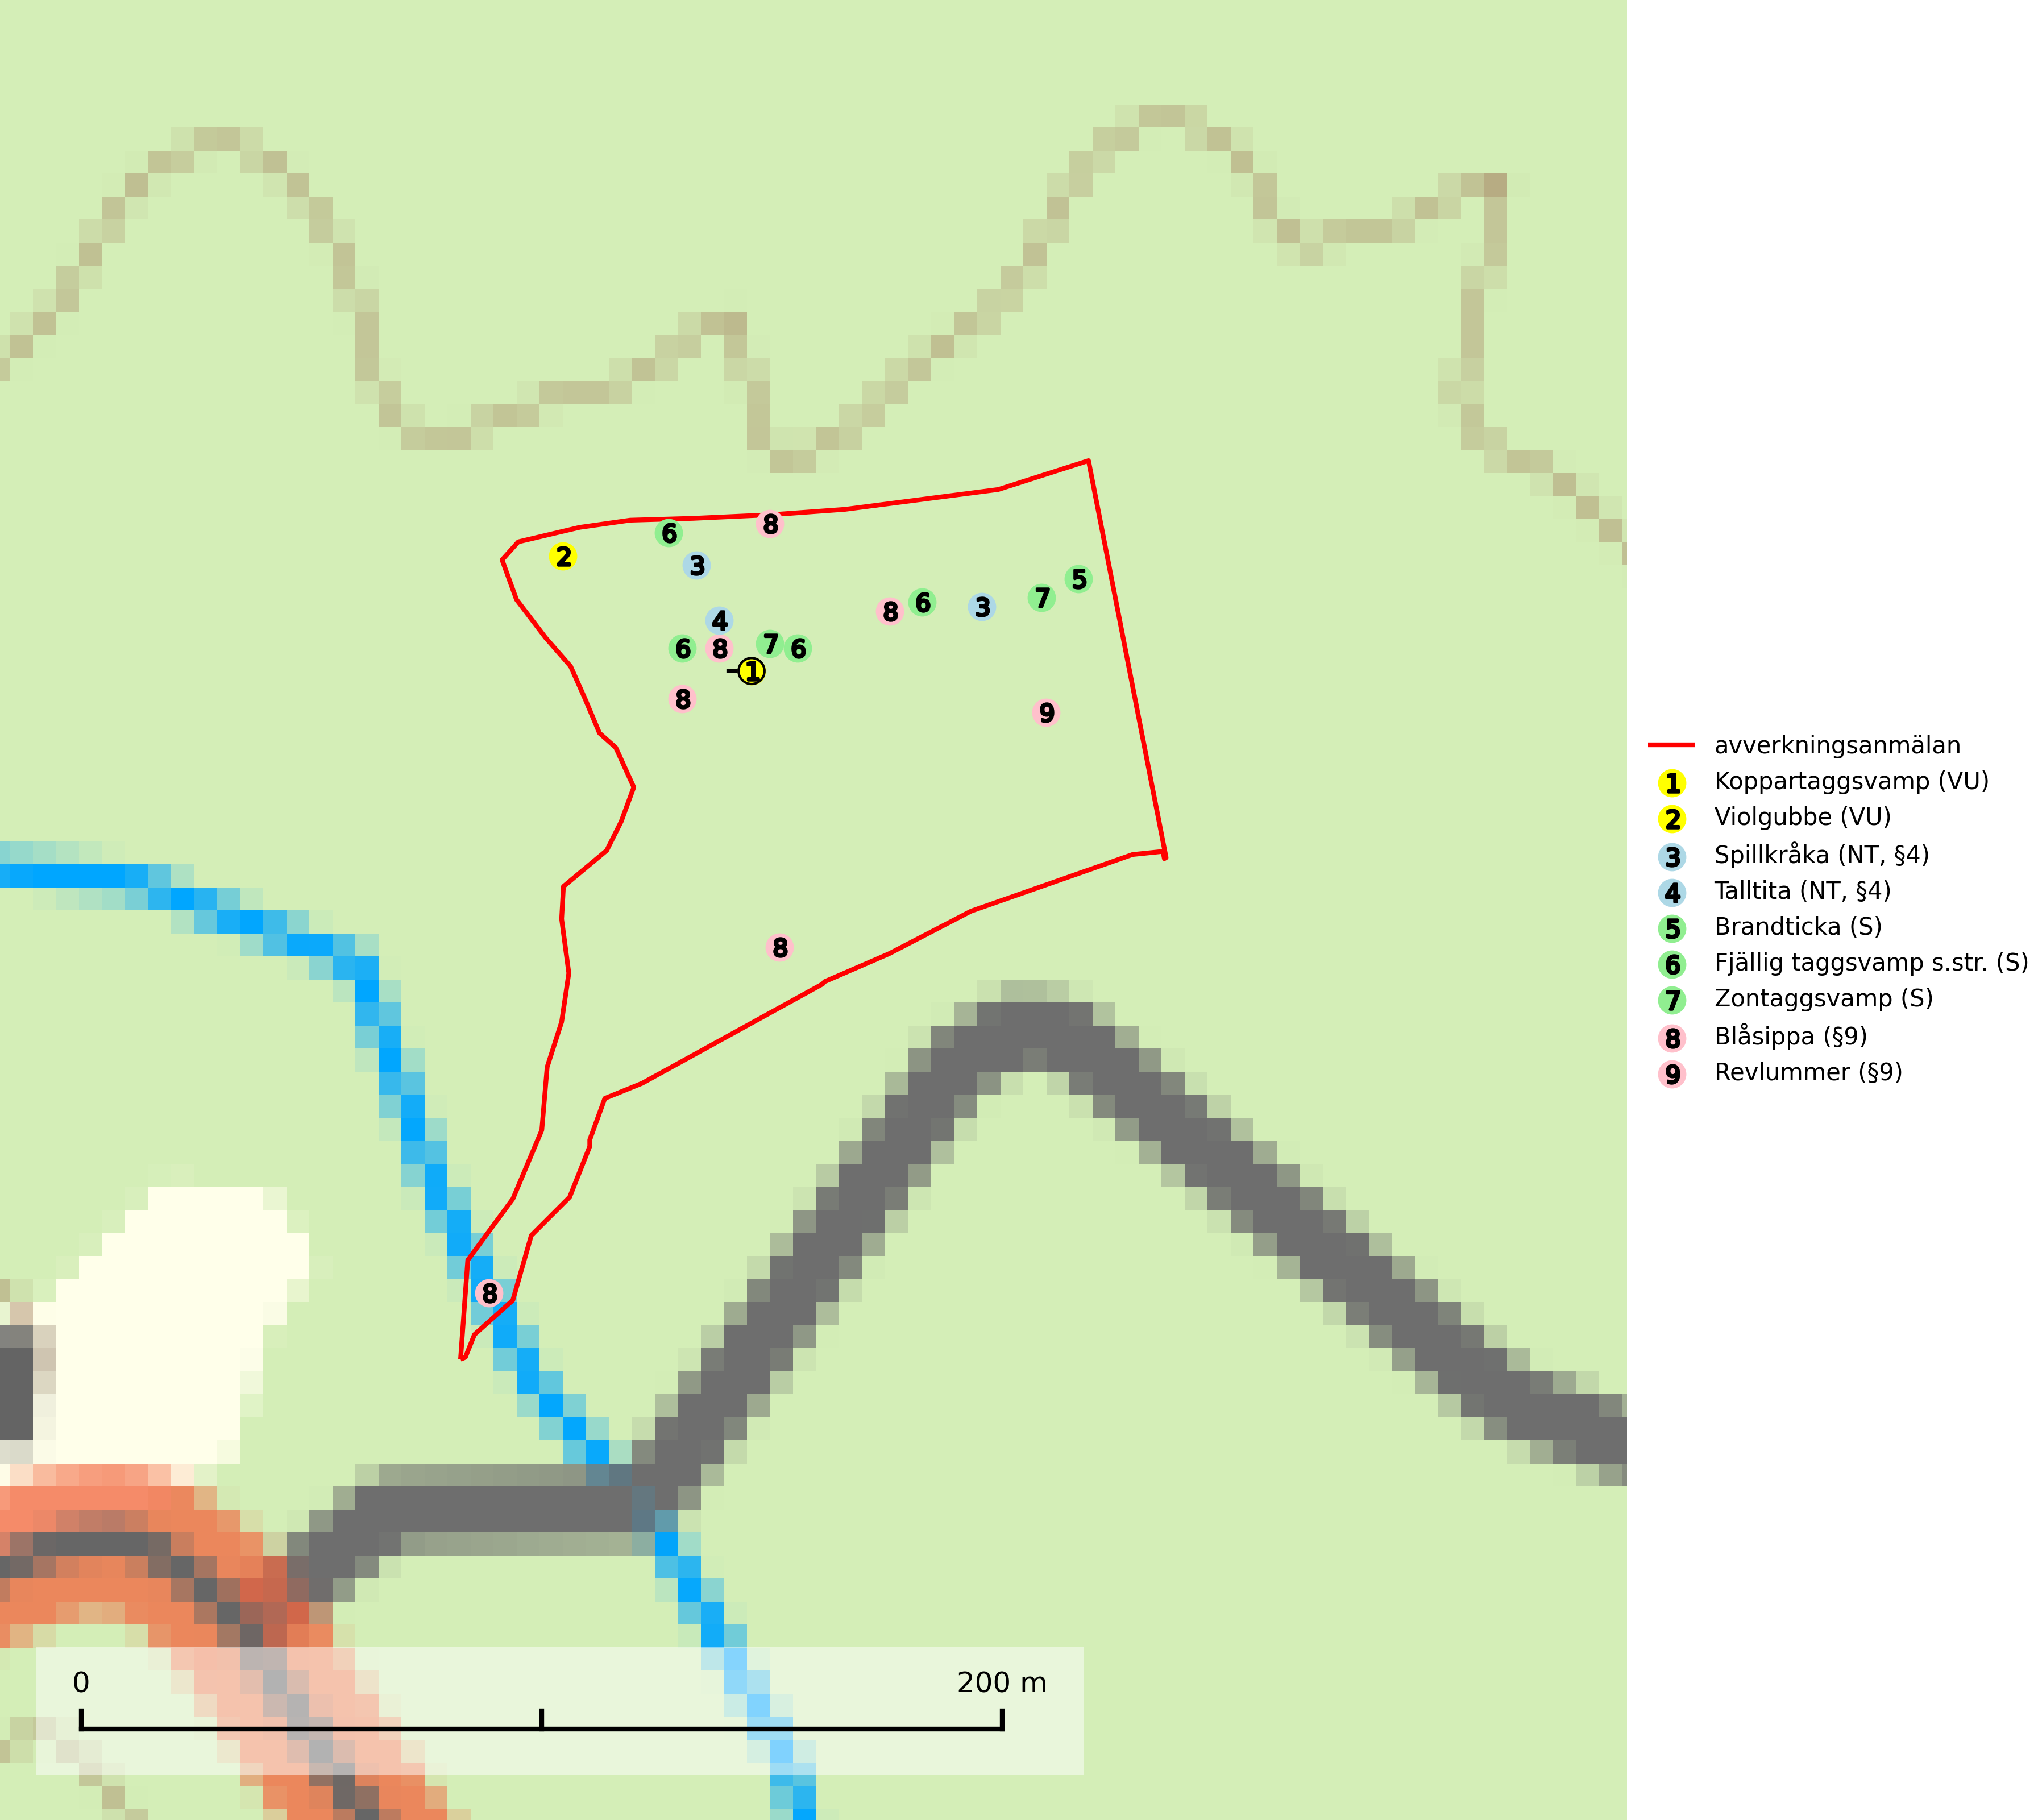 8
6
2
3
5
7
6
3
8
4
7
6
8
6
1
8
9
8
8
avverkningsanmälan
1 Koppartaggsvamp (VU)
2 Violgubbe (VU)
3 Spillkråka (NT, §4)
4 Talltita (NT, §4)
5 Brandticka (S)
6 Fjällig taggsvamp s.str. (S)
7 Zontaggsvamp (S)
8 Blåsippa (§9)
9 Revlummer (§9)
0 200 m